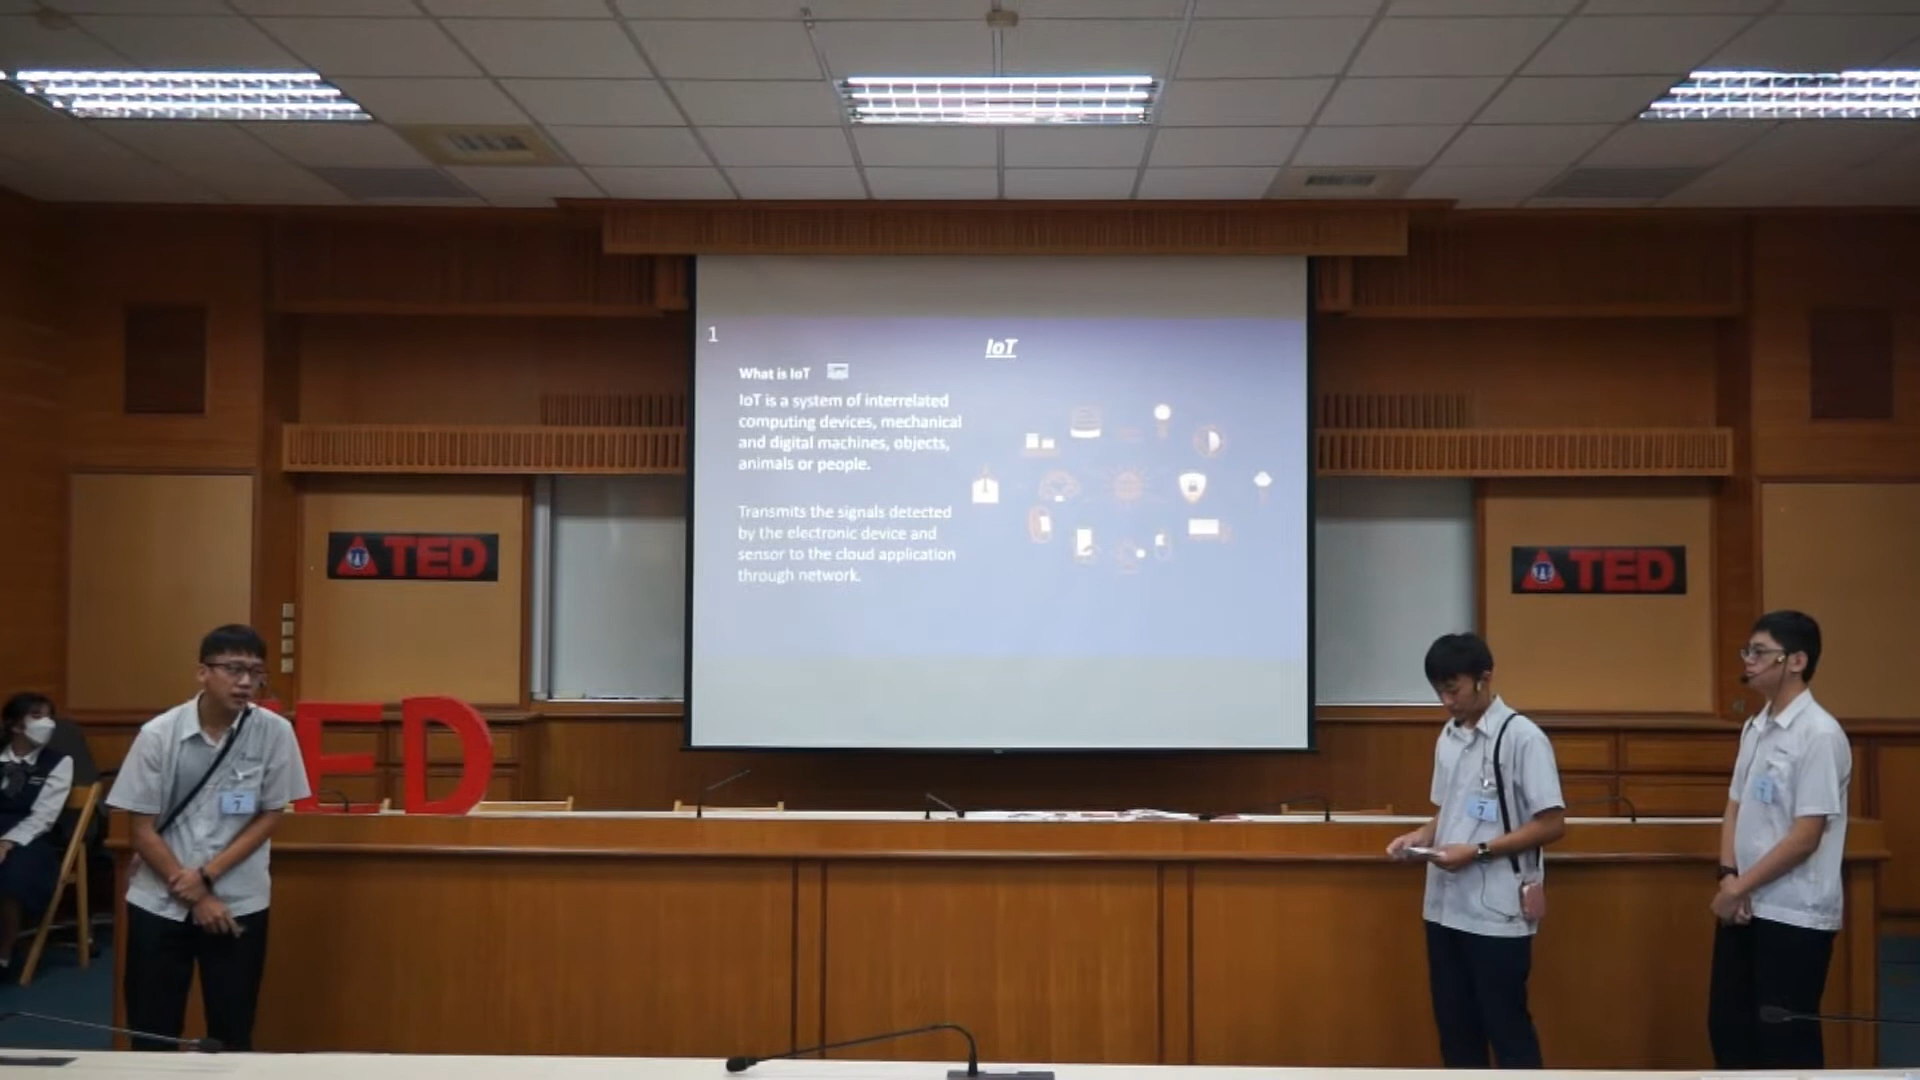 1
IoT
What is IoT
IoT is a system of interrelated
computing devices, mechanical
and digital machines, objects,
animals or people.
Transmits the signals detected
by the electronic device and
sensor to the cloud application
through network.
TED
TED
ED
7
7